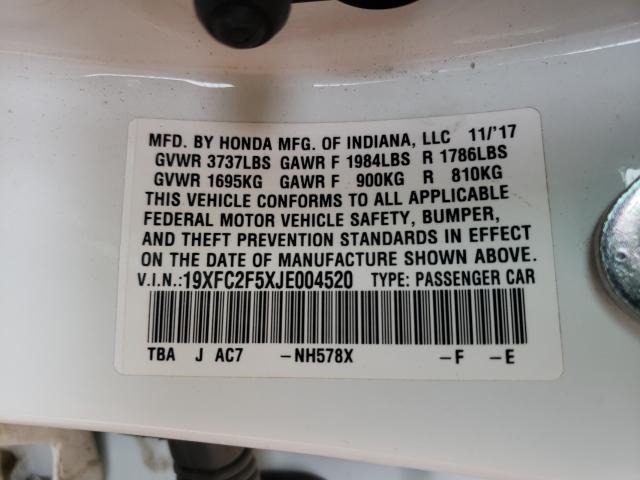 MFD. BY HONDA MFG. OF INDIANA, LLC 11/'17
GVWR 3737LBS GAWR F 1984LBS R 1786LBS
GVWR 1695KG GAWR F 900KG R 810KG
THIS VEHICLE CONFORMS TO ALL APPLICABLE
FEDERAL MOTOR VEHICLE SAFETY, BUMPER,
AND THEFT PREVENTION STANDARDS IN EFFECT
ON THE DATE OF MANUFACTURE SHOWN ABOVE.
V.I.N.:19XFC2F5XJE004520 TYPE: PASSENGER CAR
TBA J AC7 –NH578X –F –E